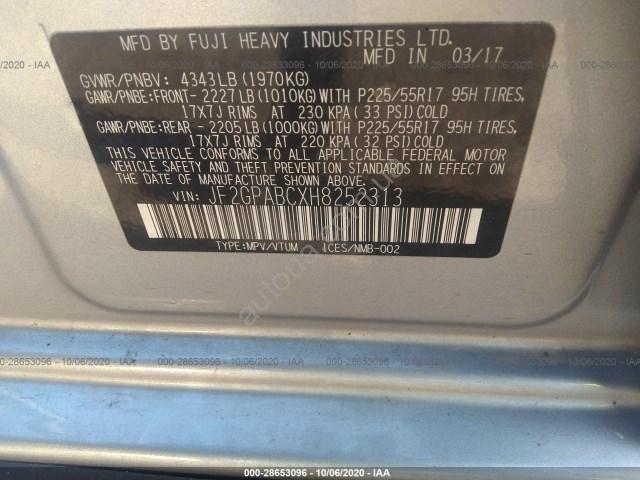 MFD BY FUJI HEAVY INDUSTRIES LTD.
MFD IN 03/17
GVWR/PNBV: 4343LB (1970KG)
GAWR/PNBE:FRONT- 2227 LB (1010KG) WITH P225/55R17 95H TIRES,
17X7J RIMS AT 230 KPA ( 33 PSI) COLD
GAWR/PNBE:REAR - 2205 LB (1000KG) WITH P225/55R17 95H TIRES,
17X7J RIMS AT 220 KPA ( 32 PSI) COLD
THIS VEHICLE CONFORMS TO ALL APPLICABLE FEDERAL MOTOR
VEHICLE SAFETY AND THEFT PREVENTION STANDARDS IN EFFECT ON
THE DATE OF MANUFACTURE SHOWN ABOVE.
VIN: JF2GPABCXH8257313
TYPE:MPV/VTUM ICES/NMB-002
000-28653096 • 10/06/2020 • IAA